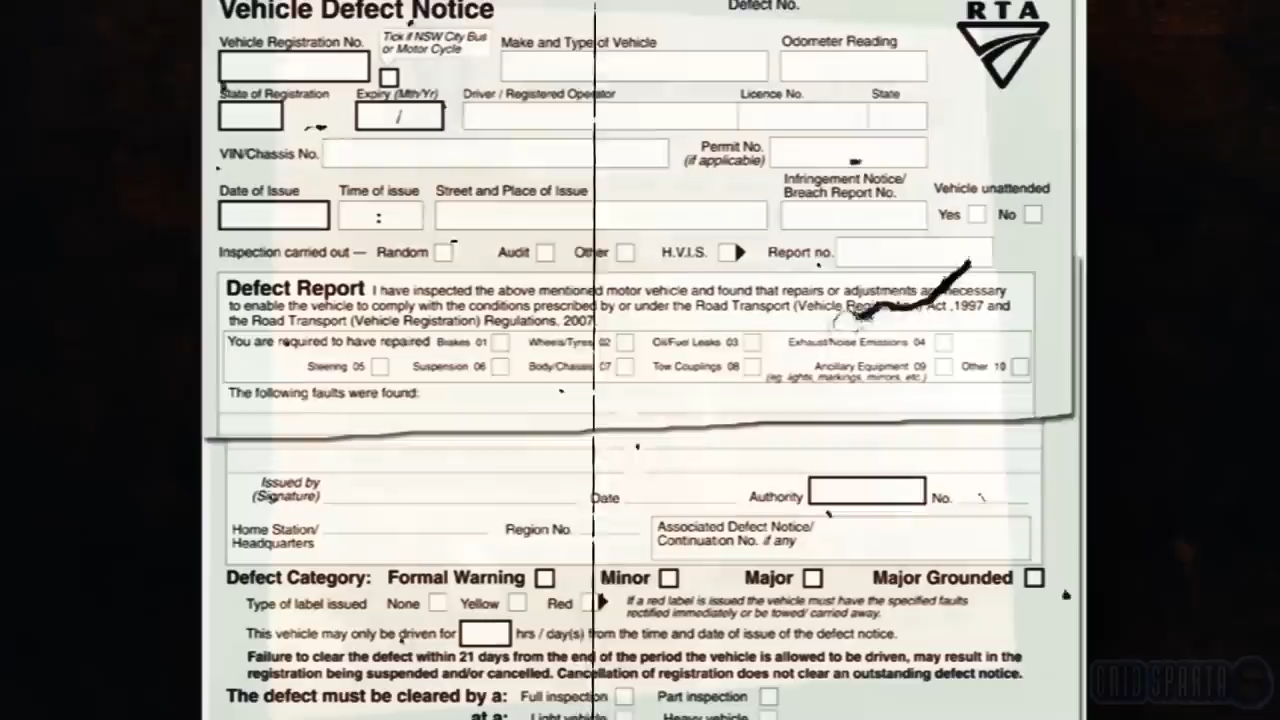 Vehicle Defect Notice
Defect No.
RTA
Vehicle Registration No.
Tick if NSW City Bus
or Motor Cycle
Make and Type of Vehicle
Odometer Reading
State of Registration
Expiry (Mth/Yr)
Driver / Registered Operator
Licence No.
State
/
VIN/Chassis No.
Permit No.
(if applicable)
Date of Issue
Time of issue
Street and Place of Issue
Infringement Notice/
Breach Report No.
Vehicle unattended
:
Yes No
Inspection carried out — Random Audit Other H.V.I.S. Report no.
Defect Report I have inspected the above mentioned motor vehicle and found that repairs or adjustments are necessary
to enable the vehicle to comply with the conditions prescribed by or under the Road Transport (Vehicle Act ,1997 and
the Road Transport (Vehicle Registration) Regulations, 2007.
You are required to have repaired Brakes 01 Wheels/Tyres 02 Oil/Fuel Leaks 03 Exhaust/Noise Emissions 04
Steering 05 Suspension 06 Body/Chassis 07 Tow Couplings 08 Ancillary Equipment 09 Other 10
(eg. lights, markings, mirrors, etc.)
The following faults were found:
Issued by
(Signature)
Date
Authority
No.
Home Station/
Headquarters
Region No.
Associated Defect Notice/
Continuation No. if any
Defect Category: Formal Warning Minor Major Major Grounded
Type of label issued None Yellow Red
If a red label is issued the vehicle must have the specified faults
rectified immediately or be towed/ carried away.
This vehicle may only be driven for hrs / day(s) from the time and date of issue of the defect notice.
Failure to clear the defect within 21 days from the end of the period the vehicle is allowed to be driven, may result in the
registration being suspended and/or cancelled. Cancellation of registration does not clear an outstanding defect notice.
The defect must be cleared by a: Full inspection Part inspection
at a: Light vehicle Heavy vehicle